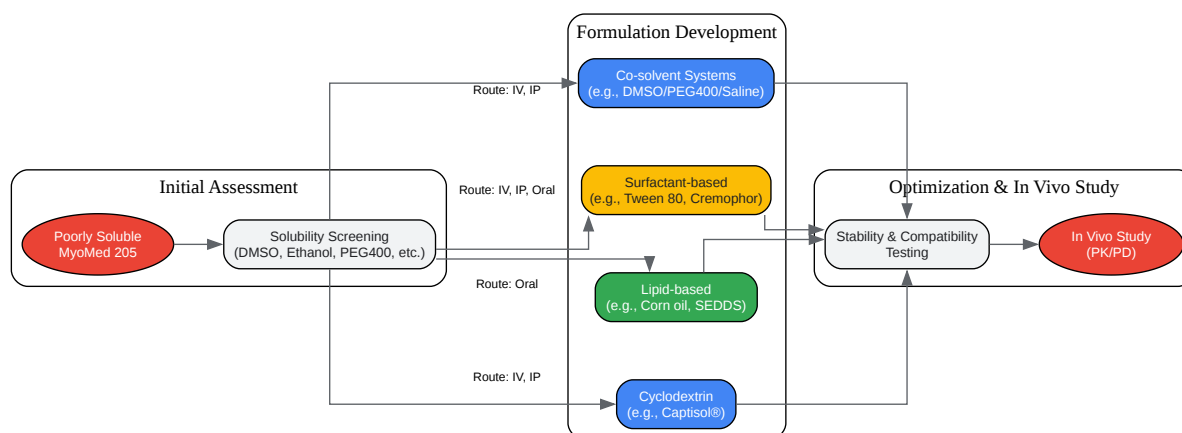 Formulation Development
Co-solvent Systems
(e.g., DMSO/PEG400/Saline)
Route: IV, IP
Initial Assessment
Route: IV, IP, Oral
Surfactant-based
(e.g., Tween 80, Cremophor)
Optimization & In Vivo Study
Poorly Soluble
MyoMed 205
Solubility Screening
(DMSO, Ethanol, PEG400, etc.)
Stability & Compatibility
Testing
In Vivo Study
(PK/PD)
Route: Oral
Lipid-based
(e.g., Corn oil, SEDDS)
Route: IV, IP
Cyclodextrin
(e.g., Captisol®)